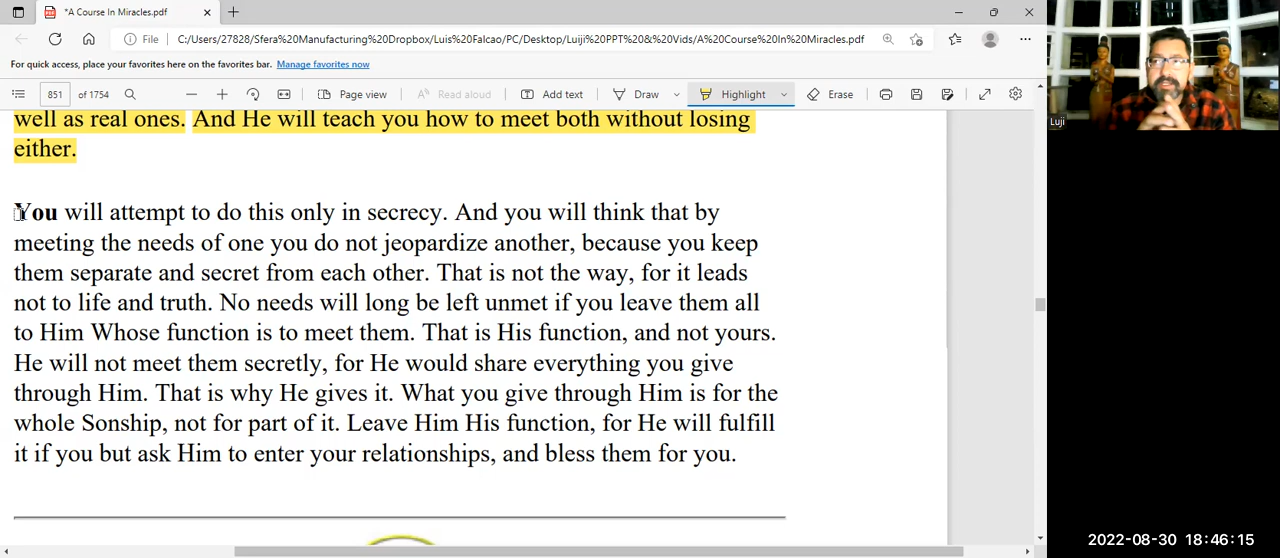 *A Course In Miracles.pdf
File
C:/Users/27828/Sfera%20Manufacturing%20Dropbox/Luis%20Falcao/PC/Desktop/Luiji%20PPT%20&%20Vids/A%20Course%20In%20Miracles.pdf
For quick access, place your favorites here on the favorites bar. Manage favorites now
851 of 1754 Page view Read aloud Add text Draw Highlight Erase
well as real ones. And He will teach you how to meet both without losing
either.
You will attempt to do this only in secrecy. And you will think that by
meeting the needs of one you do not jeopardize another, because you keep
them separate and secret from each other. That is not the way, for it leads
not to life and truth. No needs will long be left unmet if you leave them all
to Him Whose function is to meet them. That is His function, and not yours.
He will not meet them secretly, for He would share everything you give
through Him. That is why He gives it. What you give through Him is for the
whole Sonship, not for part of it. Leave Him His function, for He will fulfill
it if you but ask Him to enter your relationships, and bless them for you.
Luji
2022-08-30 18:46:15